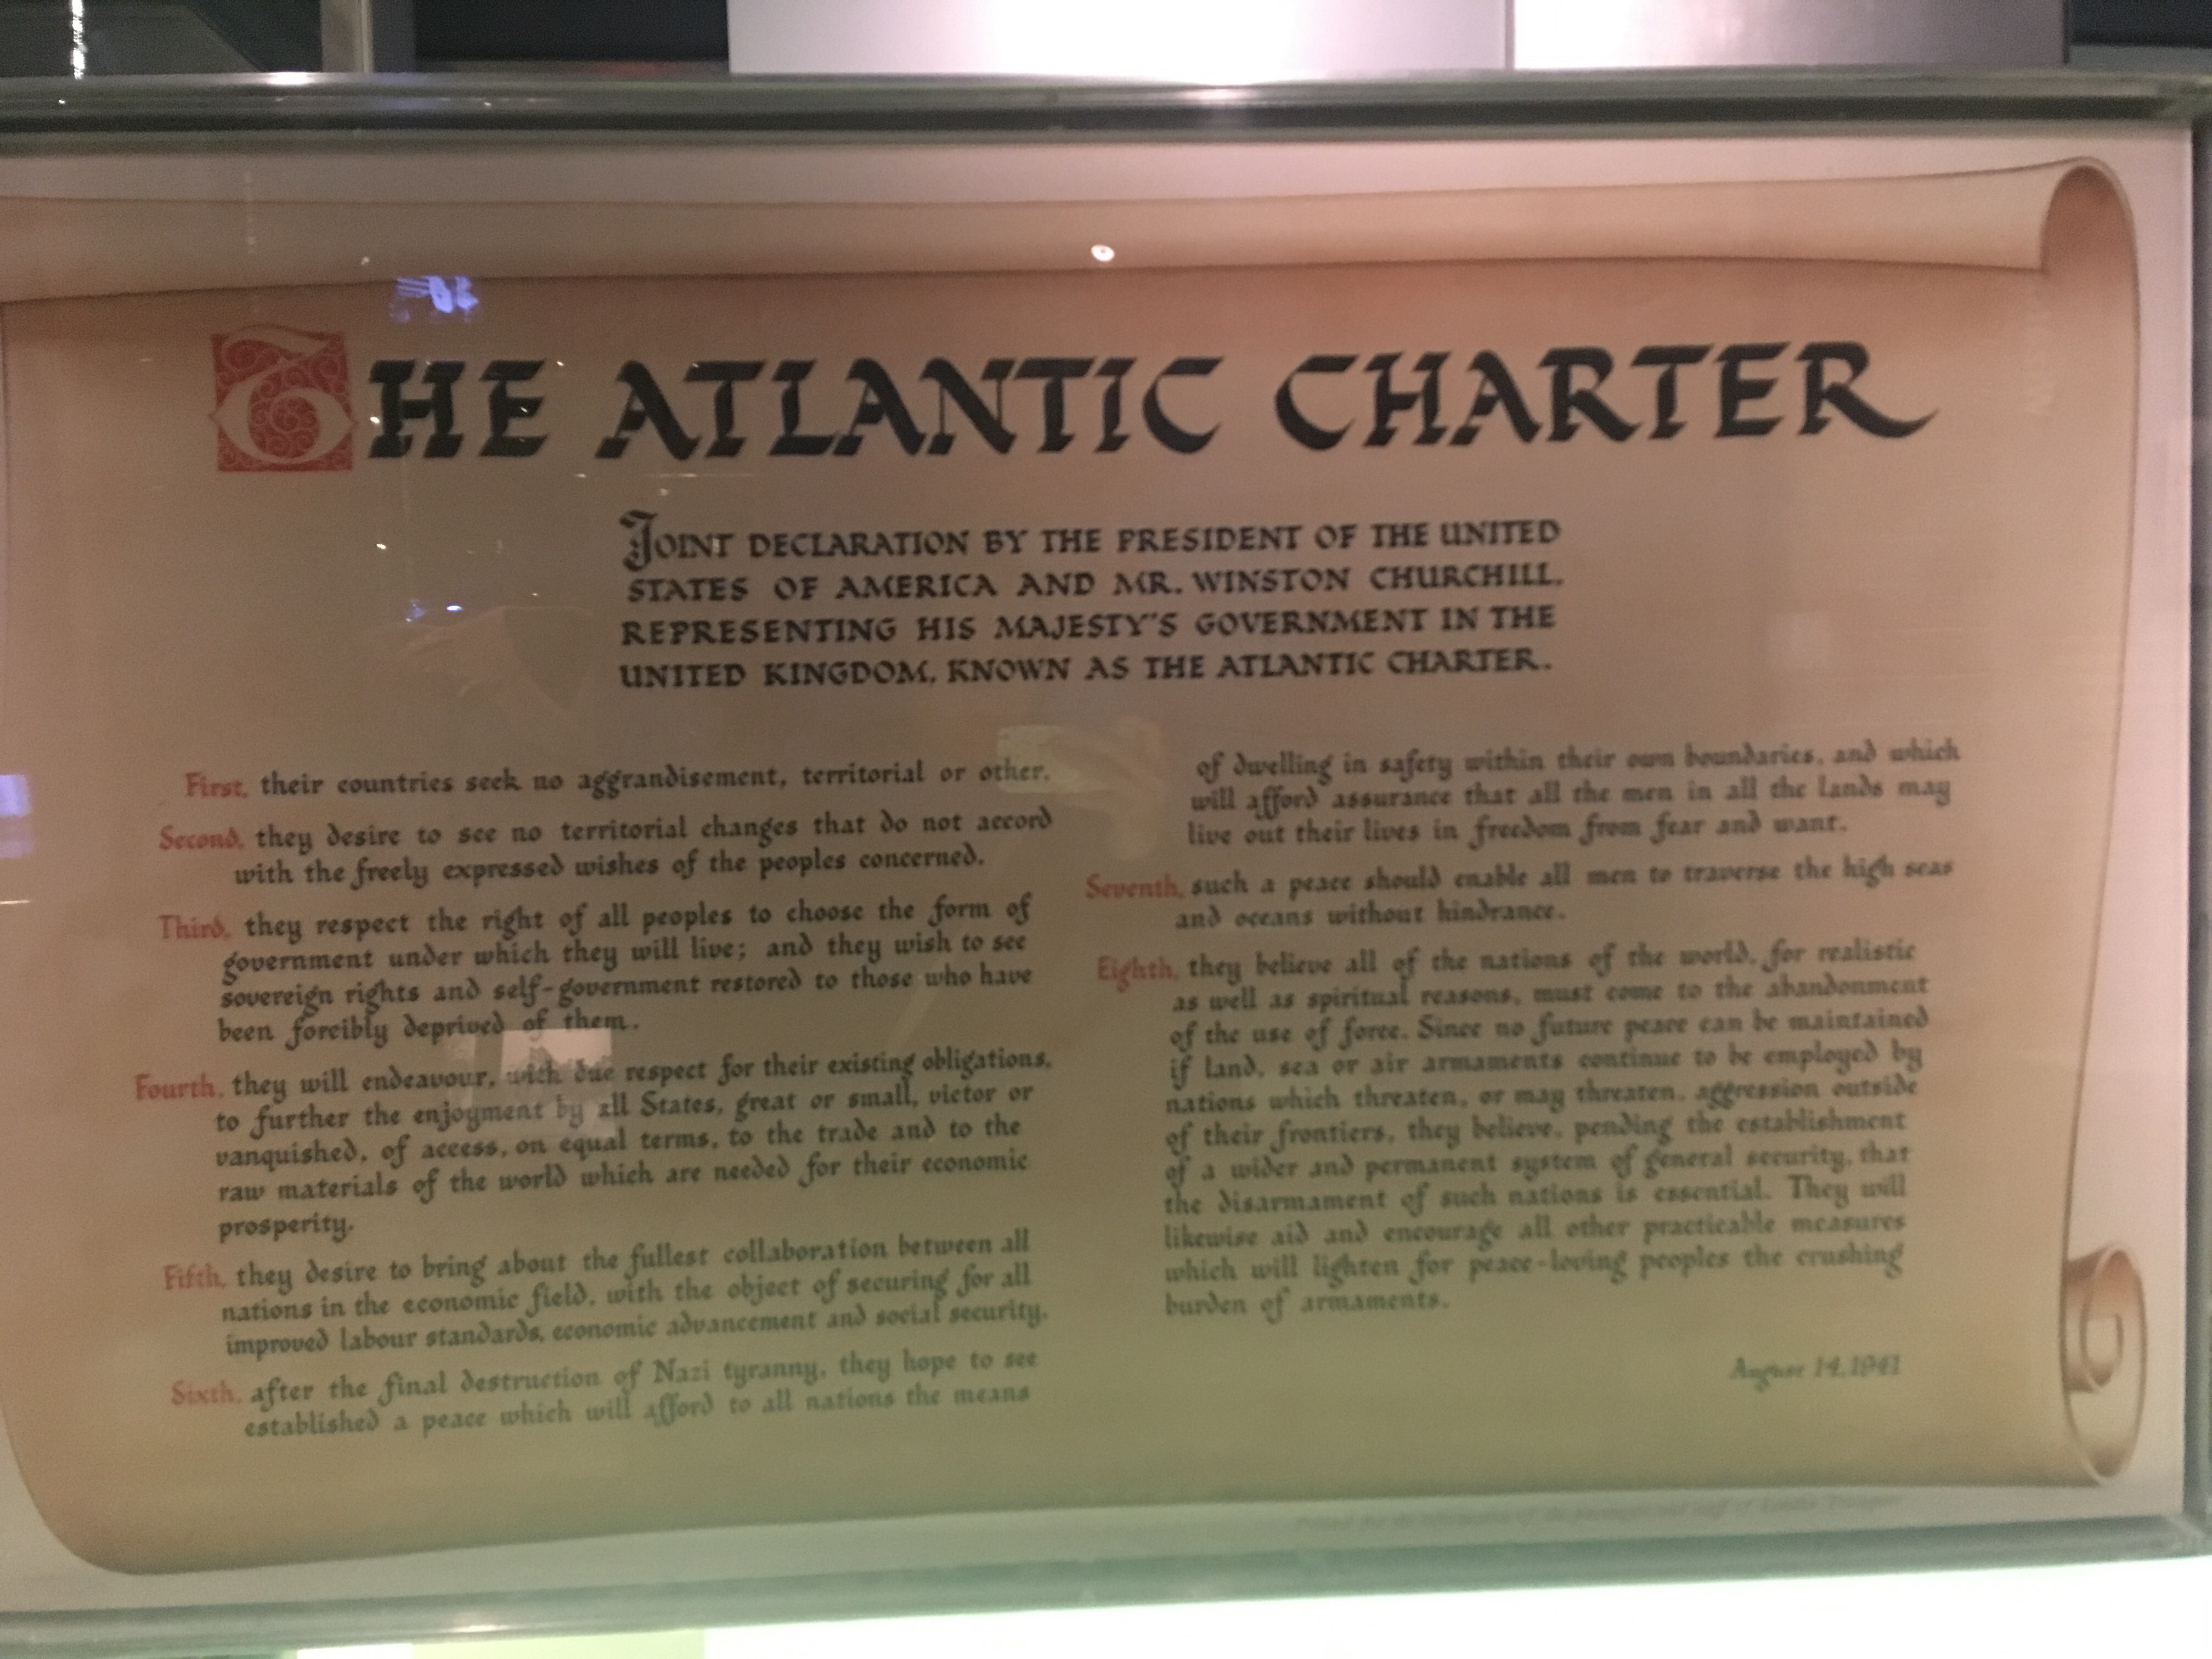 THE ATLANTIC CHARTER
JOINT DECLARATION BY THE PRESIDENT OF THE UNITED
STATES OF AMERICA AND MR. WINSTON CHURCHILL,
REPRESENTING HIS MAJESTY'S GOVERNMENT IN THE
UNITED KINGDOM, KNOWN AS THE ATLANTIC CHARTER.
First, their countries seek no aggrandisement, territorial or other.
Second, they desire to see no territorial changes that do not accord
with the freely expressed wishes of the peoples concerned.
Third, they respect the right of all peoples to choose the form of
government under which they will live; and they wish to see
sovereign rights and self-government restored to those who have
been forcibly deprived of them.
Fourth, they will endeavour, with due respect for their existing obligations,
to further the enjoyment by all States, great or small, victor or
vanquished, of access, on equal terms, to the trade and to the
raw materials of the world which are needed for their economic
prosperity.
Fifth, they desire to bring about the fullest collaboration between all
nations in the economic field, with the object of securing for all
improved labour standards, economic advancement and social security.
Sixth, after the final destruction of Nazi tyranny, they hope to see
established a peace which will afford to all nations the means
of dwelling in safety within their own boundaries, and which
will afford assurance that all the men in all the lands may
live out their lives in freedom from fear and want.
Seventh, such a peace should enable all men to traverse the high seas
and oceans without hindrance.
Eighth, they believe all of the nations of the world, for realistic
as well as spiritual reasons, must come to the abandonment
of the use of force. Since no future peace can be maintained
if land, sea or air armaments continue to be employed by
nations which threaten, or may threaten, aggression outside
of their frontiers, they believe, pending the establishment
of a wider and permanent system of general security, that
the disarmament of such nations is essential. They will
likewise aid and encourage all other practicable measures
which will lighten for peace-loving peoples the crushing
burden of armaments.
August 14, 1941